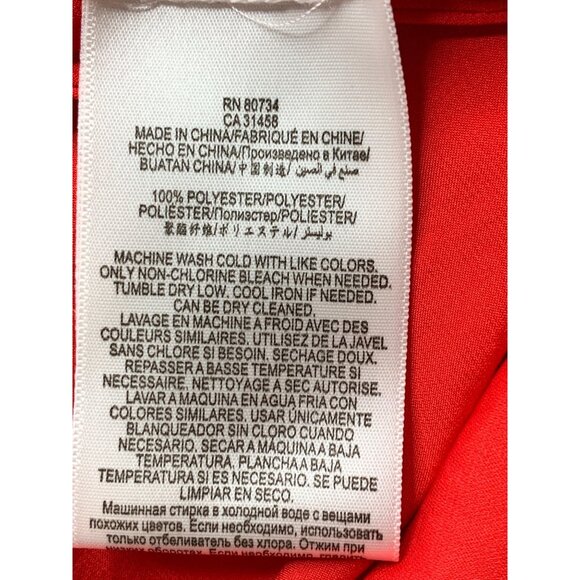 RN 80734
CA 31458
MADE IN CHINA/FABRIQUÉ EN CHINE/
HECHO EN CHINA/Произведено в Китае/
BUATAN CHINA/中国制造/ صنع في الصين/
100% POLYESTER/POLYESTER/
POLIÉSTER/Полиэстер/POLIESTER/
聚酯纤维/ポリエステル/بوليستر/
MACHINE WASH COLD WITH LIKE COLORS.
ONLY NON-CHLORINE BLEACH WHEN NEEDED.
TUMBLE DRY LOW. COOL IRON IF NEEDED.
CAN BE DRY CLEANED.
LAVAGE EN MACHINE A FROID AVEC DES
COULEURS SIMILAIRES. UTILISEZ DE LA JAVEL
SANS CHLORE SI BESOIN. SECHAGE DOUX.
REPASSER A BASSE TEMPERATURE SI
NECESSAIRE. NETTOYAGE A SEC AUTORISE.
LAVAR A MAQUINA EN AGUA FRIA CON
COLORES SIMILARES. USAR ÚNICAMENTE
BLANQUEADOR SIN CLORO CUANDO
NECESARIO. SECAR A MÁQUINA A BAJA
TEMPERATURA. PLANCHA A BAJA
TEMPERATURA SI ES NECESARIO. SE PUEDE
LIMPIAR EN SECO.
Машинная стирка в холодной воде с вещами
похожих цветов. Если необходимо, использовать
только отбеливатель без хлора. Отжим при
низких оборотах. Если необходимо, гладить